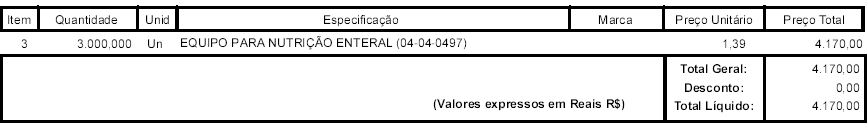 Item Quantidade Unid Especificação Marca Preço Unitário Preço Total
3 3.000,000 Un EQUIPO PARA NUTRIÇÃO ENTERAL (04-04-0497) 1,39 4.170,00
Total Geral: 4.170,00
Desconto: 0,00
(Valores expressos em Reais R$) Total Líquido: 4.170,00